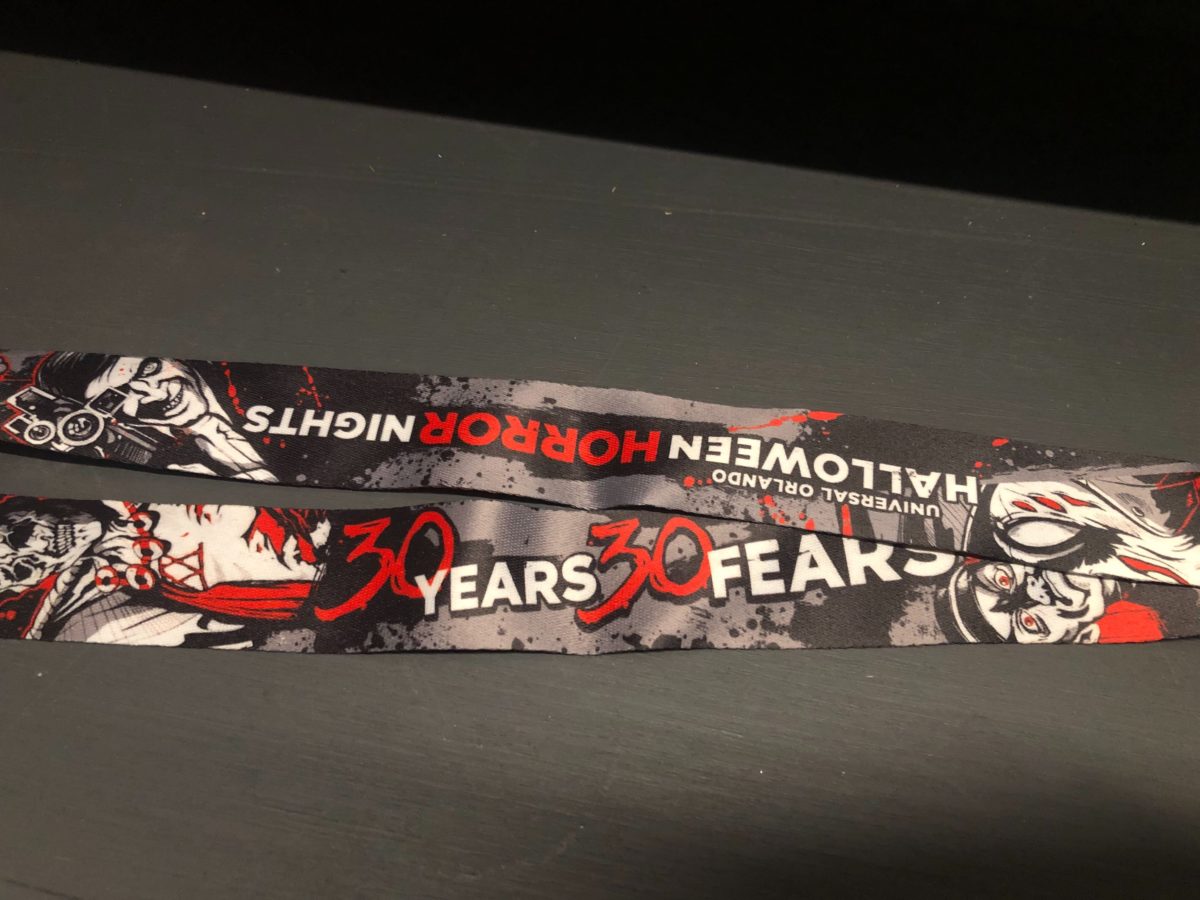 UNIVERSAL ORLANDO
HALLOWEEN HORROR NIGHTS
30 YEARS 30 FEARS